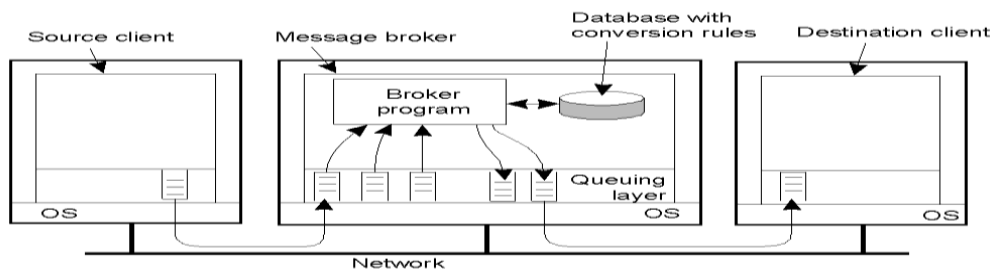 Source client
Message broker
Database with
conversion rules
Destination client
Broker
program
Queuing
layer
OS
OS
OS
Network